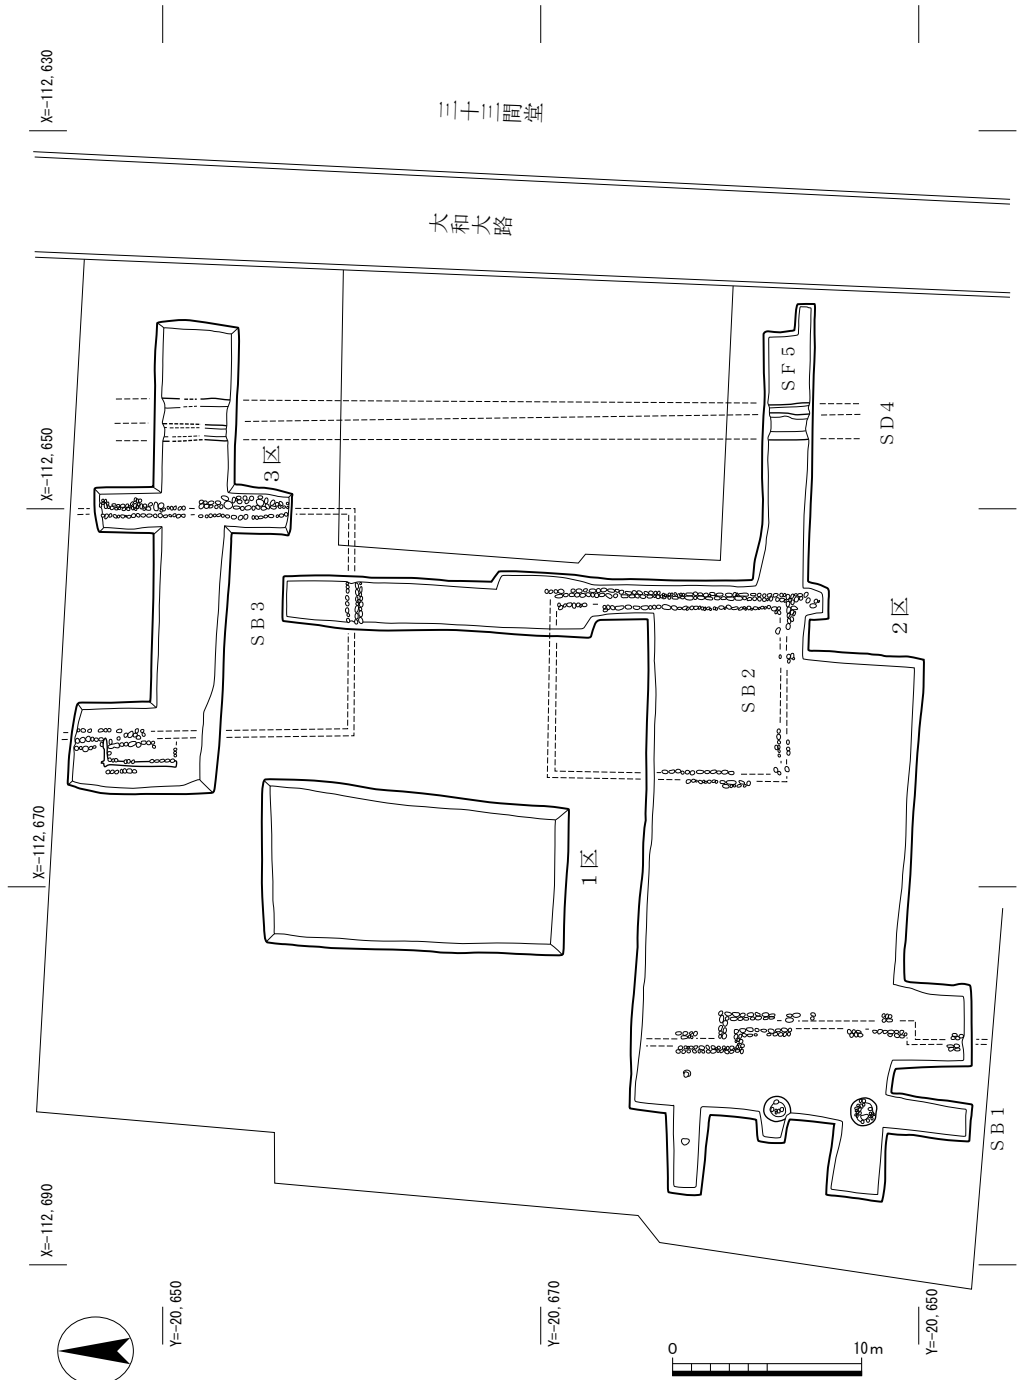 三十三間堂
大和大路
X=-112,630
X=-112,650
X=-112,670
X=-112,690
3区
SB3
1区
SF5
SD4
2区
SB2
SB1
Y=-20,650
Y=-20,670
Y=-20,650
0 10m